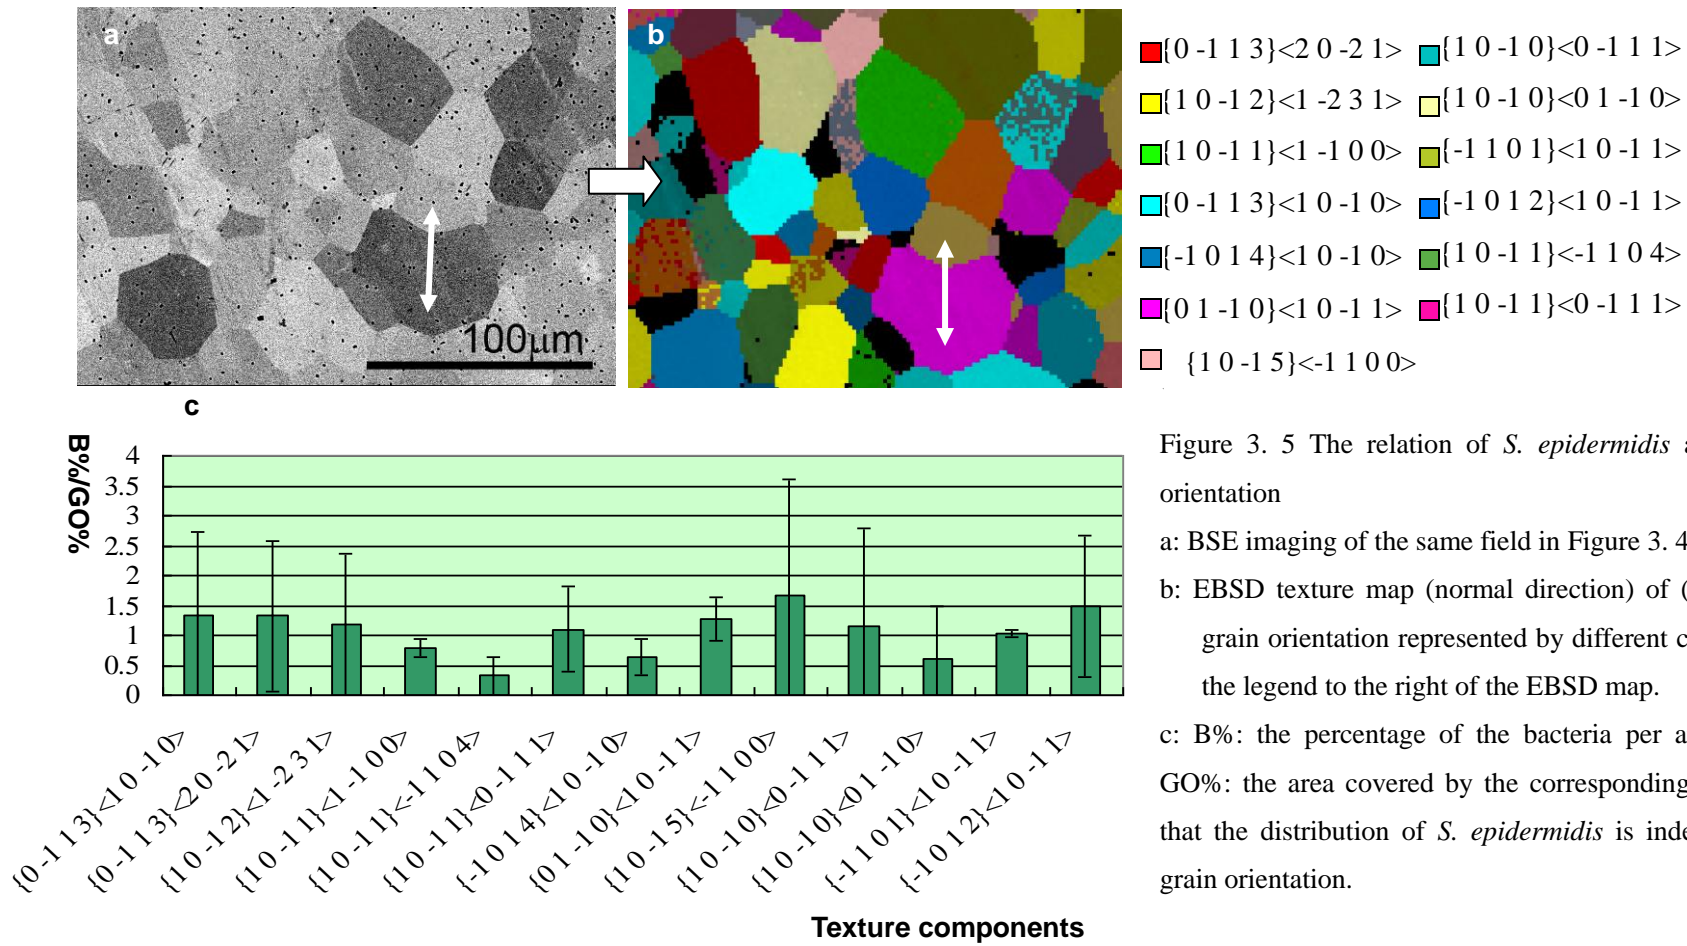 a
b
100µm
{0 -1 1 3}<2 0 -2 1>
{1 0 -1 0}<0 -1 1 1>
{1 0 -1 2}<1 -2 3 1>
{1 0 -1 0}<0 1 -1 0>
{1 0 -1 1}<1 -1 0 0>
{-1 1 0 1}<1 0 -1 1>
{0 -1 1 3}<1 0 -1 0>
{-1 0 1 2}<1 0 -1 1>
{-1 0 1 4}<1 0 -1 0>
{1 0 -1 1}<-1 1 0 4>
{0 1 -1 0}<1 0 -1 1>
{1 0 -1 1}<0 -1 1 1>
{1 0 -1 5}<-1 1 0 0>
c
B%/GO%
4
3.5
3
2.5
2
1.5
1
0.5
0
{0 -1 1 3}<1 0 -1 0>
{0 -1 1 3}<2 0 -2 1>
{1 0 -1 2}<1 -2 3 1>
{1 0 -1 1}<1 -1 0 0>
{1 0 -1 1}<-1 1 0 4>
{1 0 -1 1}<0 -1 1 1>
{-1 0 1 4}<1 0 -1 0>
{0 1 -1 0}<1 0 -1 1>
{1 0 -1 5}<-1 1 0 0>
{1 0 -1 0}<0 -1 1 1>
{1 0 -1 0}<0 1 -1 0>
{-1 1 0 1}<1 0 -1 1>
{-1 0 1 2}<1 0 -1 1>
Texture components
Figure 3. 5 The relation of S. epidermidis
orientation
a: BSE imaging of the same field in Figure 3. 4
b: EBSD texture map (normal direction) of (
grain orientation represented by different c
the legend to the right of the EBSD map.
c: B%: the percentage of the bacteria per a
GO%: the area covered by the corresponding
that the distribution of S. epidermidis is inde
grain orientation.